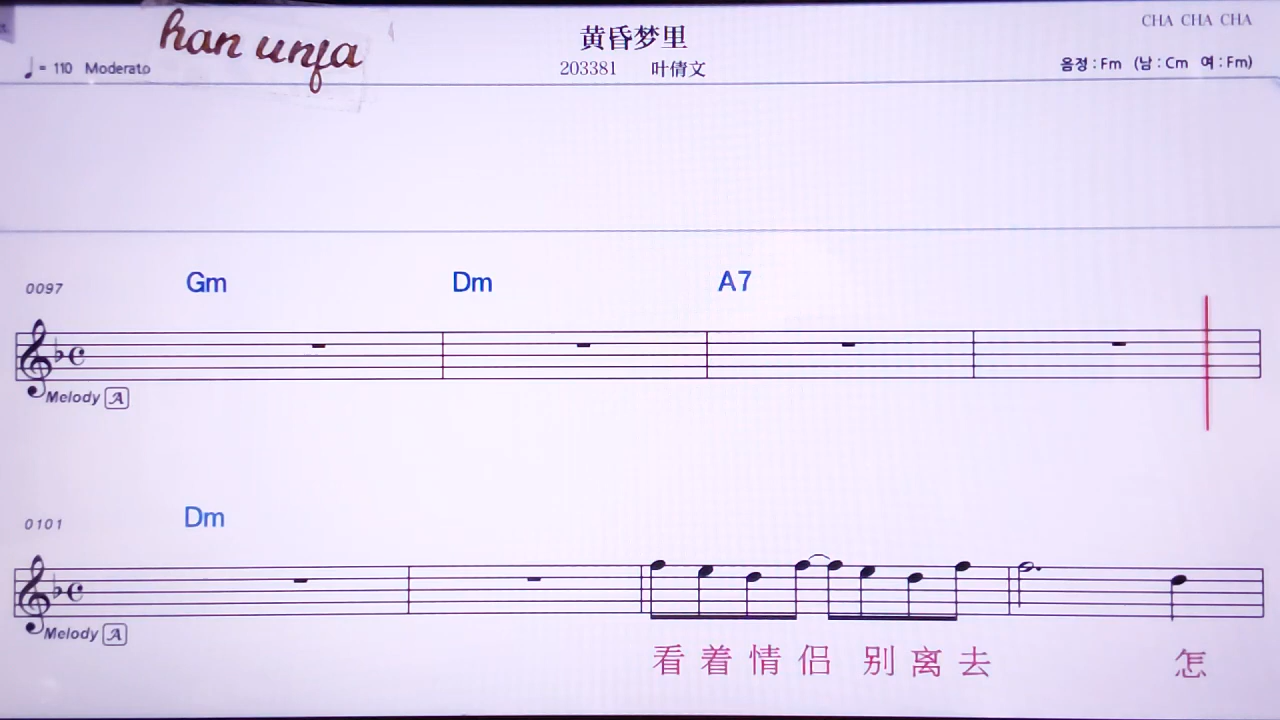 han unfa
黄昏梦里
CHA CHA CHA
♩= 110 Moderato
203381 叶倩文
음정 : Fm (남 : Cm 여 : Fm)
0097 Gm Dm A7
Melody A
0101 Dm
Melody A
看 着 情 侣 别 离 去 怎